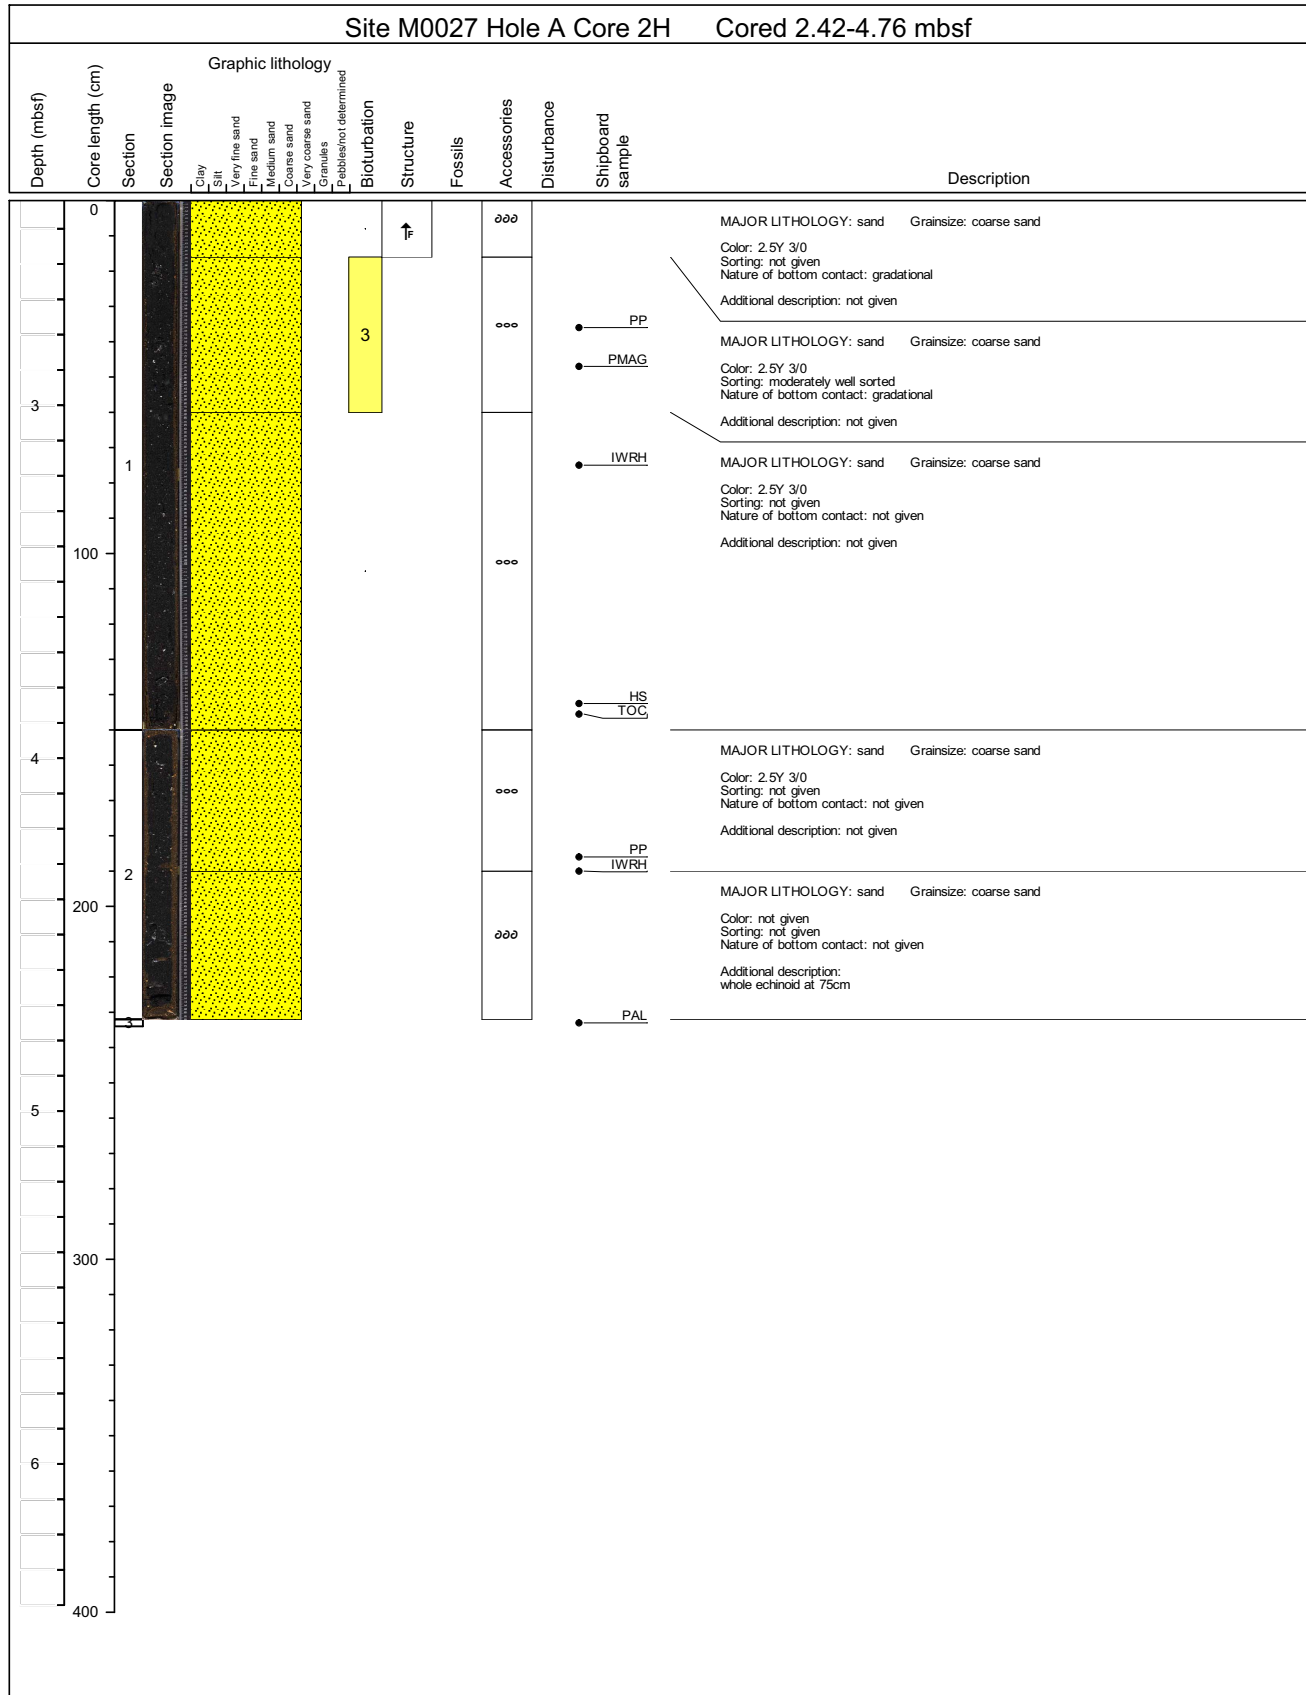 Site M0027 Hole A Core 2H Cored 2.42-4.76 mbsf
Depth (mbsf)
Core length (cm)
Section
Section image
Graphic lithology
Clay
Silt
Very fine sand
Fine sand
Medium sand
Coarse sand
Very coarse sand
Granules
Pebbles/not determined
Bioturbation
Structure
Fossils
Accessories
Disturbance
Shipboard
sample
Description
0
F
MAJOR LITHOLOGY: sand Grainsize: coarse sand
Color: 2.5Y 3/0
Sorting: not given
Nature of bottom contact: gradational
Additional description: not given
PP
3
MAJOR LITHOLOGY: sand Grainsize: coarse sand
PMAG
Color: 2.5Y 3/0
Sorting: moderately well sorted
Nature of bottom contact: gradational
3
Additional description: not given
1
IWRH
MAJOR LITHOLOGY: sand Grainsize: coarse sand
Color: 2.5Y 3/0
Sorting: not given
Nature of bottom contact: not given
Additional description: not given
100
HS
TOC
4
MAJOR LITHOLOGY: sand Grainsize: coarse sand
Color: 2.5Y 3/0
Sorting: not given
Nature of bottom contact: not given
Additional description: not given
PP
IWRH
2
MAJOR LITHOLOGY: sand Grainsize: coarse sand
200
Color: not given
Sorting: not given
Nature of bottom contact: not given
Additional description:
whole echinoid at 75cm
3
PAL
5
300
6
400